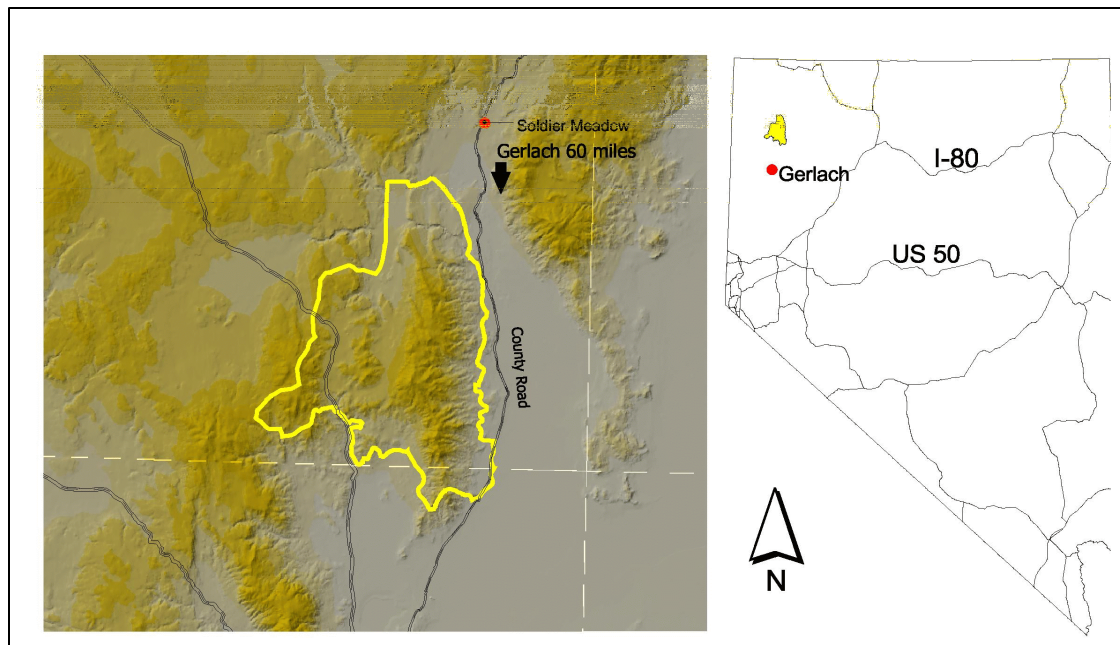 Soldier Meadow
Gerlach 60 miles
County Road
I-80
Gerlach
US 50
N